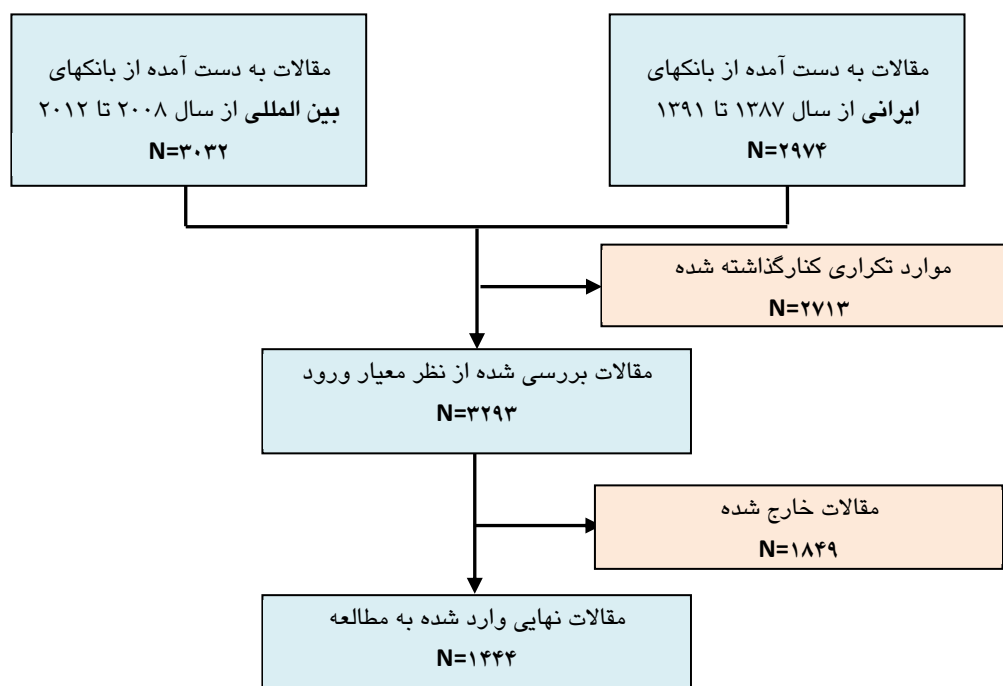 مقالات به دست آمده از بانکهای
ایرانی از سال ۱۳۸۷ تا ۱۳۹۱
N=۲۹۷۴
مقالات به دست آمده از بانکهای
بین المللی از سال ۲۰۰۸ تا ۲۰۱۲
N=۳۰۳۲
موارد تکراری کنارگذاشته شده
N=۲۷۱۳
مقالات بررسی شده از نظر معیار ورود
N=۳۲۹۳
مقالات خارج شده
N=۱۸۴۹
مقالات نهایی وارد شده به مطالعه
N=۱۴۴۴